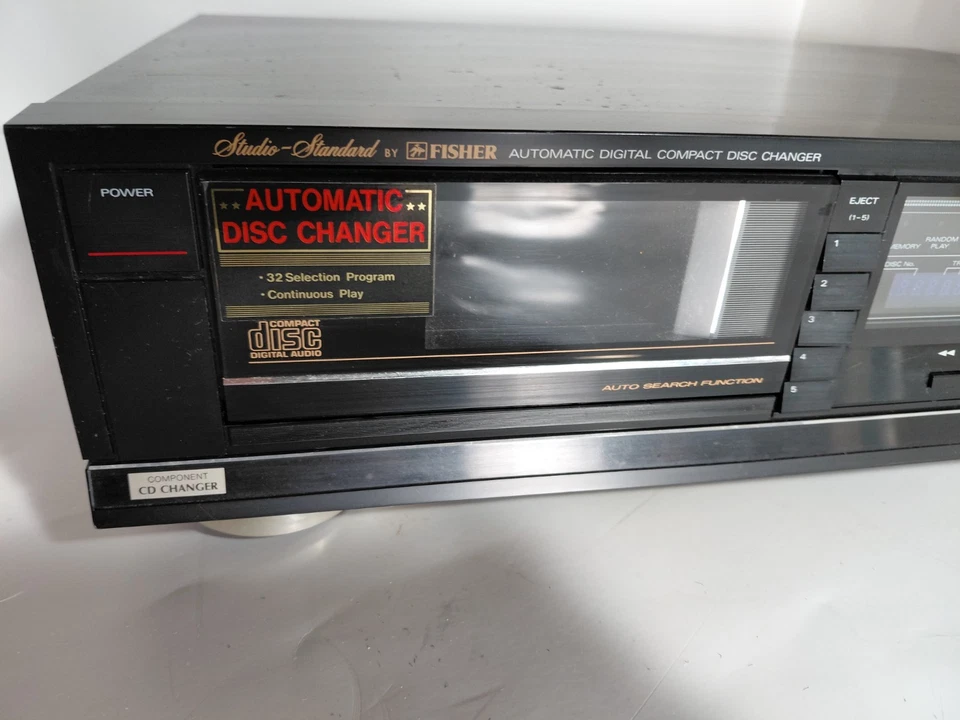 Studio-Standard BY FISHER AUTOMATIC DIGITAL COMPACT DISC CHANGER
POWER
AUTOMATIC
DISC CHANGER
• 32 Selection Program
• Continuous Play
COMPACT
disc
DIGITAL AUDIO
AUTO SEARCH FUNCTION
EJECT
(1-5)
1
2
3
4
5
RANDOM
PLAY
DISC No.
COMPONENT
CD CHANGER